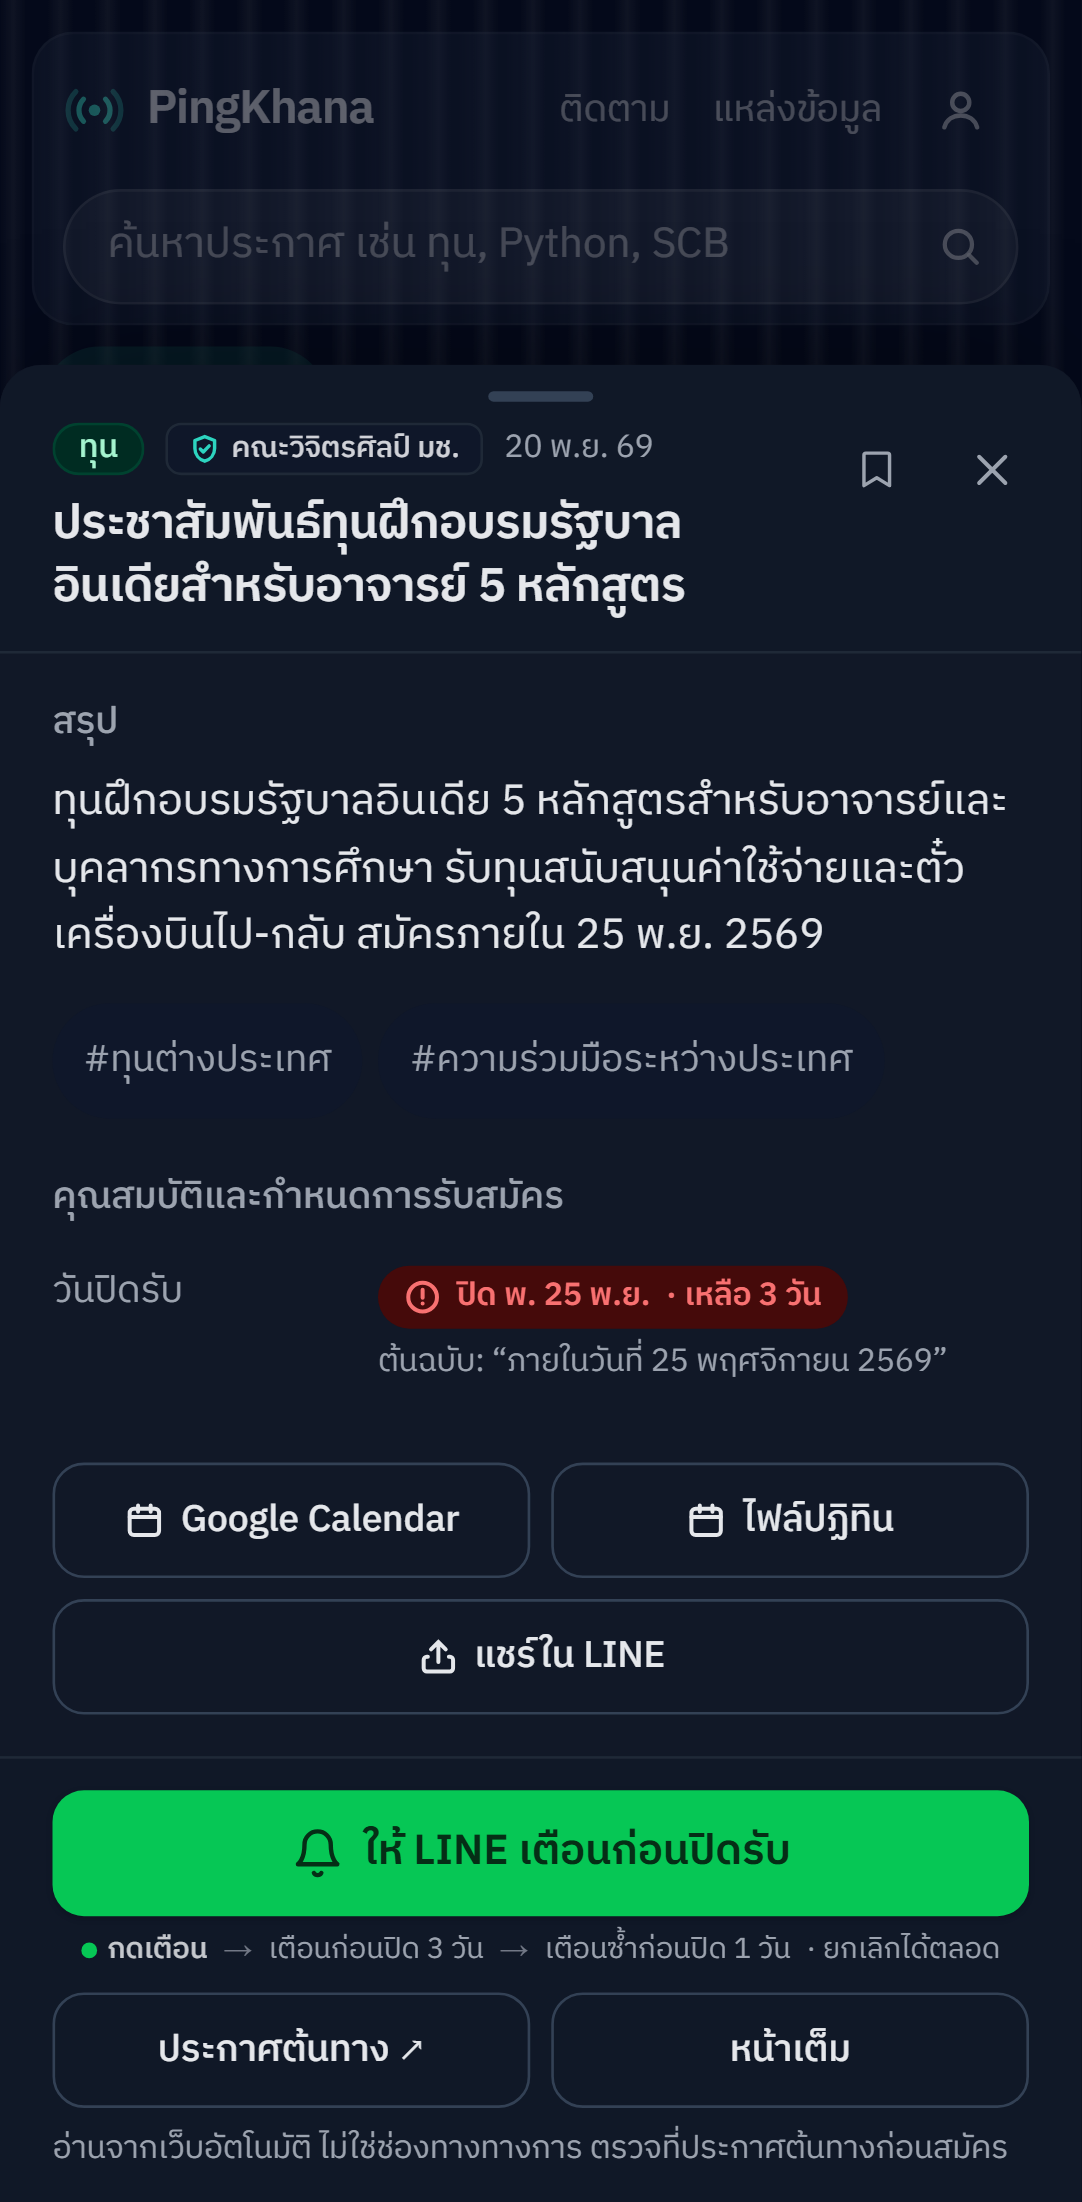 PingKhana ติดตาม แหล่งข้อมูล
ค้นหาประกาศ เช่น ทุน, Python, SCB
ทุน คณะวิจิตรศิลป์ มช. 20 พ.ย. 69
ประชาสัมพันธ์ทุนฝึกอบรมรัฐบาล
อินเดียสำหรับอาจารย์ 5 หลักสูตร
สรุป
ทุนฝึกอบรมรัฐบาลอินเดีย 5 หลักสูตรสำหรับอาจารย์และ
บุคลากรทางการศึกษา รับทุนสนับสนุนค่าใช้จ่ายและตั๋ว
เครื่องบินไป-กลับ สมัครภายใน 25 พ.ย. 2569
#ทุนต่างประเทศ #ความร่วมมือระหว่างประเทศ
คุณสมบัติและกำหนดการรับสมัคร
วันปิดรับ ปิด พ. 25 พ.ย. · เหลือ 3 วัน
ต้นฉบับ: “ภายในวันที่ 25 พฤศจิกายน 2569”
Google Calendar ไฟล์ปฏิทิน
แชร์ใน LINE
ให้ LINE เตือนก่อนปิดรับ
กดเตือน → เตือนก่อนปิด 3 วัน → เตือนซ้ำก่อนปิด 1 วัน · ยกเลิกได้ตลอด
ประกาศต้นทาง ↗ หน้าเต็ม
อ่านจากเว็บอัตโนมัติ ไม่ใช่ช่องทางทางการ ตรวจที่ประกาศต้นทางก่อนสมัคร